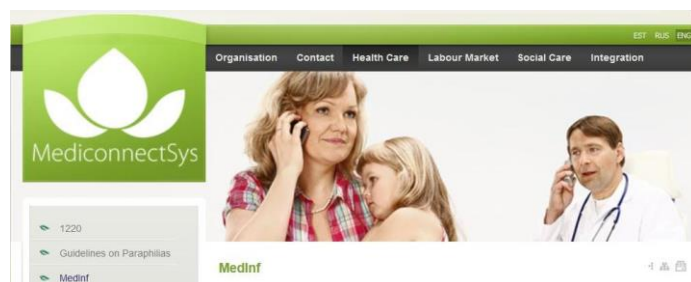 EST RUS ENG
Organisation Contact Health Care Labour Market Social Care Integration
MediconnectSys
1220
Guidelines on Paraphilias
MedInf
MedInf